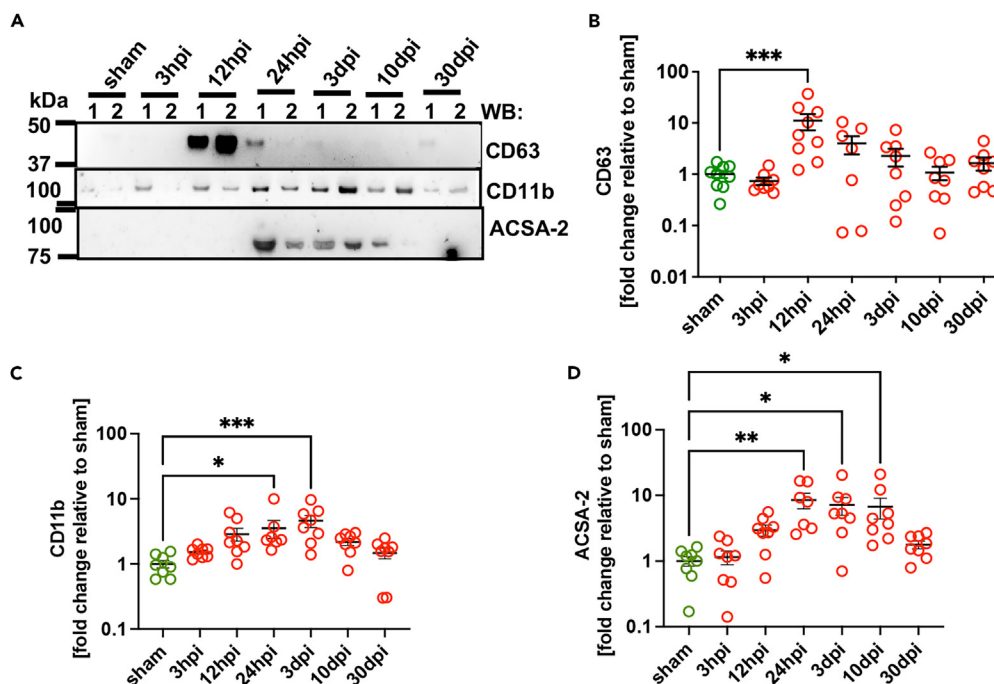 A
sham 3hpi 12hpi 24hpi 3dpi 10dpi 30dpi
kDa 1 2 1 2 1 2 1 2 1 2 1 2 1 2 WB:
50
37
CD63
100
CD11b
100
75
ACSA-2
B
***
CD63
[fold change relative to sham]
100
10
1
0.1
0.01
sham 3hpi 12hpi 24hpi 3dpi 10dpi 30dpi
C
***
*
CD11b
[fold change relative to sham]
100
10
1
0.1
sham 3hpi 12hpi 24hpi 3dpi 10dpi 30dpi
D
*
*
**
ACSA-2
[fold change relative to sham]
100
10
1
0.1
sham 3hpi 12hpi 24hpi 3dpi 10dpi 30dpi